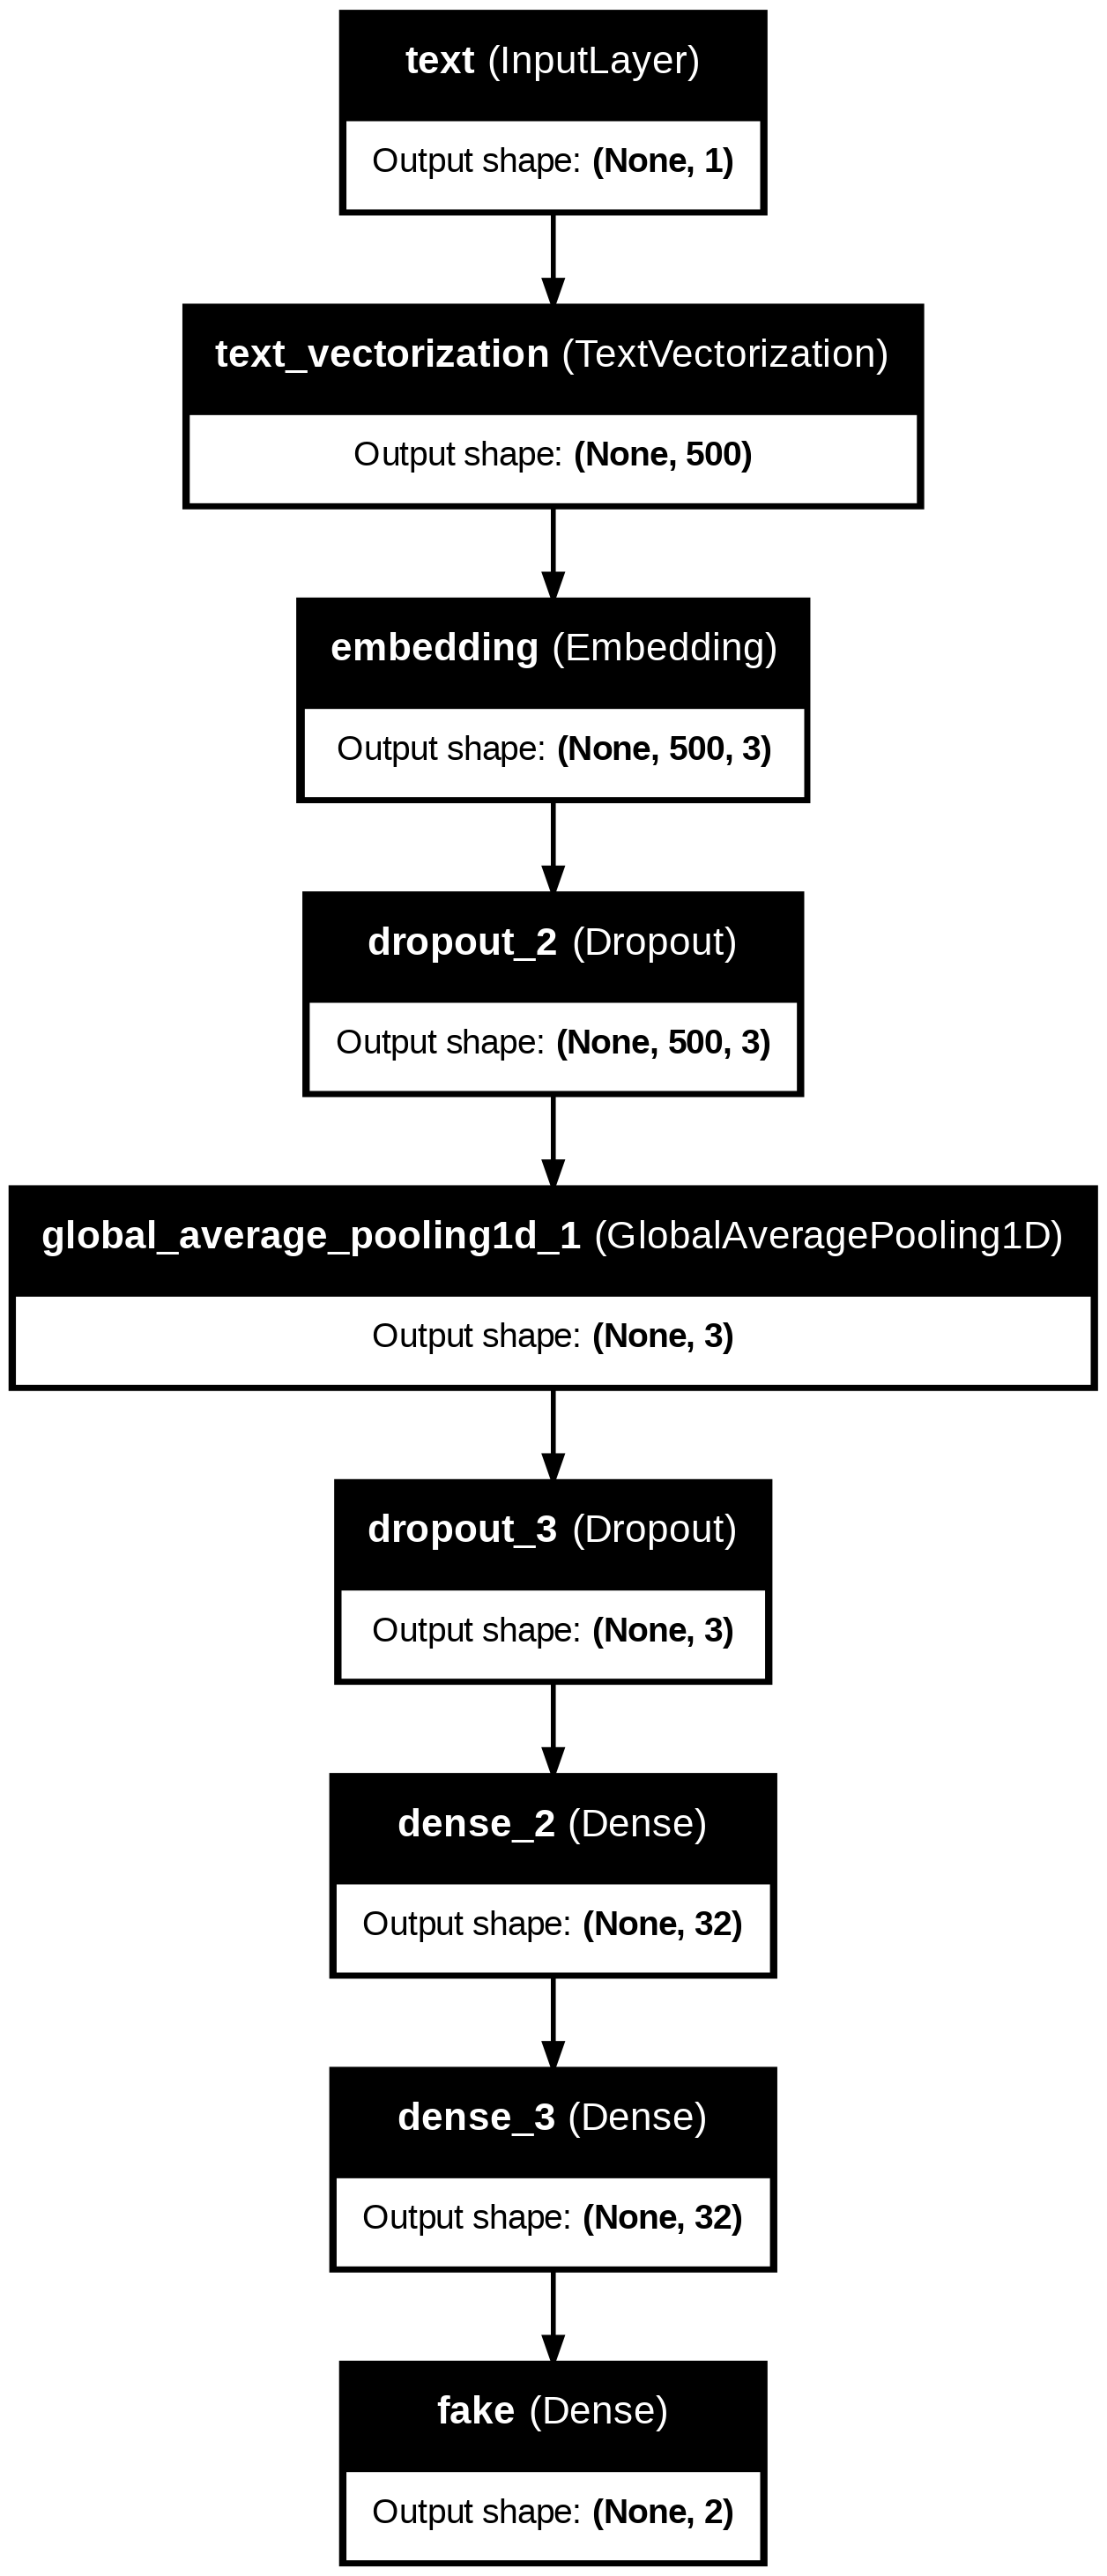 text (InputLayer)
Output shape: (None, 1)
text_vectorization (TextVectorization)
Output shape: (None, 500)
embedding (Embedding)
Output shape: (None, 500, 3)
dropout_2 (Dropout)
Output shape: (None, 500, 3)
global_average_pooling1d_1 (GlobalAveragePooling1D)
Output shape: (None, 3)
dropout_3 (Dropout)
Output shape: (None, 3)
dense_2 (Dense)
Output shape: (None, 32)
dense_3 (Dense)
Output shape: (None, 32)
fake (Dense)
Output shape: (None, 2)